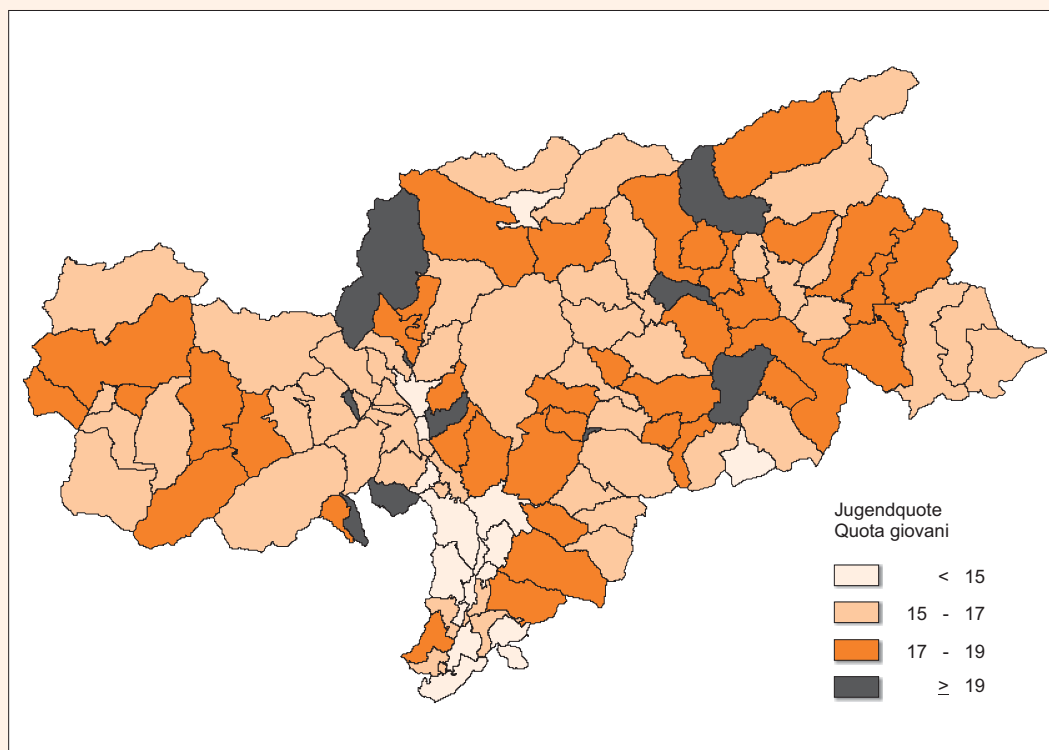 Jugendquote
Quota giovani
< 15
15 - 17
17 - 19
≥ 19